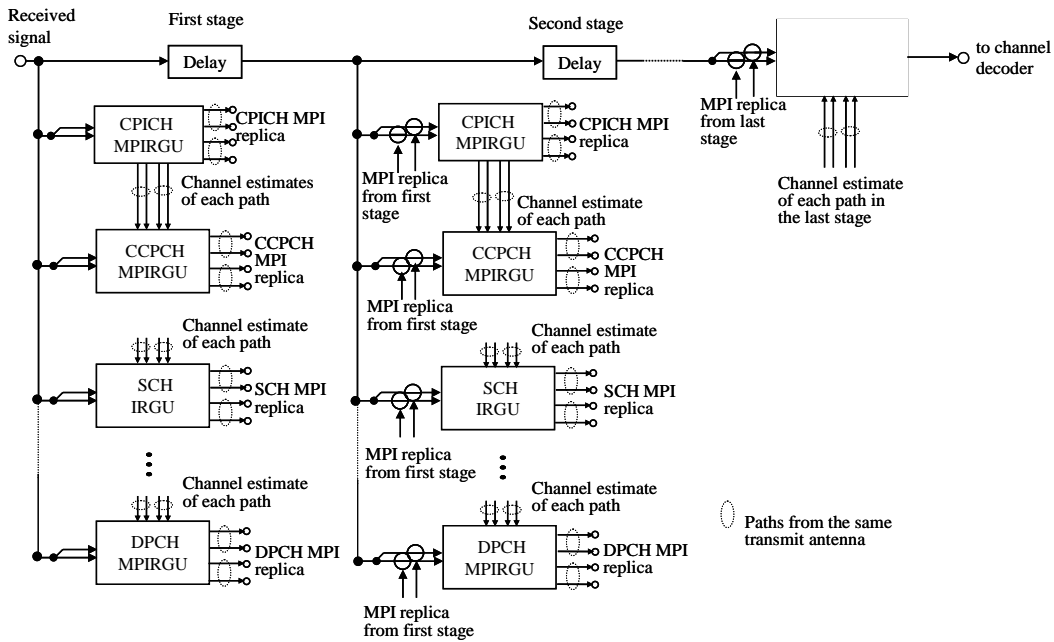 Received
signal
First stage
Delay
Second stage
Delay
to channel
decoder
MPI replica
from last
stage
Channel estimate
of each path in
the last stage
CPICH
MPIRGU
CPICH MPI
replica
Channel estimates
of each path
CCPCH
MPIRGU
CCPCH
MPI
replica
Channel estimate
of each path
SCH
IRGU
SCH MPI
replica
Channel estimate
of each path
DPCH
MPIRGU
DPCH MPI
replica
CPICH
MPIRGU
CPICH MPI
replica
MPI replica
from first
stage
Channel estimate
of each path
CCPCH
MPIRGU
CCPCH
MPI
replica
MPI replica
from first stage
Channel estimate
of each path
SCH
IRGU
SCH MPI
replica
MPI replica
from first stage
Channel estimate
of each path
DPCH
MPIRGU
DPCH MPI
replica
MPI replica
from first stage
Paths from the same
transmit antenna